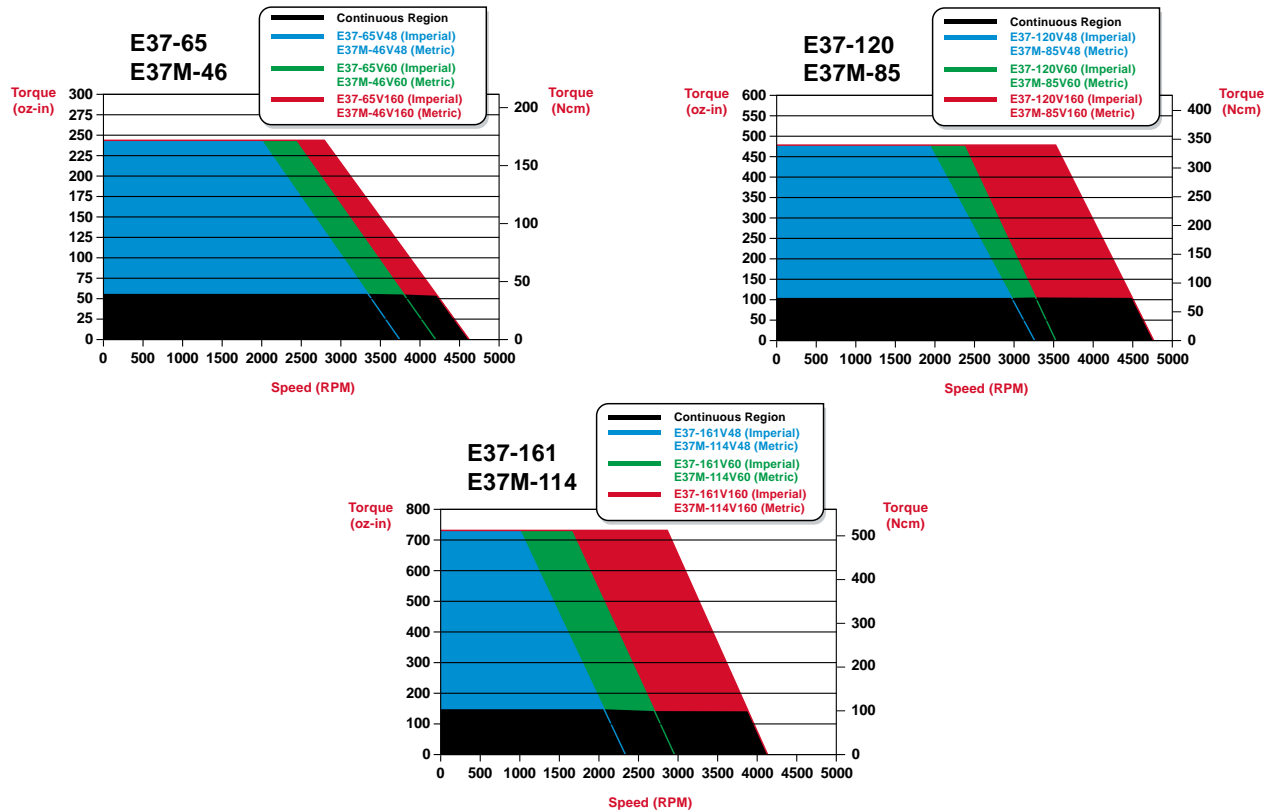 E37-65
E37M-46
Continuous Region
E37-65V48 (Imperial)
E37M-46V48 (Metric)
E37-65V60 (Imperial)
E37M-46V60 (Metric)
E37-65V160 (Imperial)
E37M-46V160 (Metric)
Torque
(oz-in)
Torque
(Ncm)
300
275
250
225
200
175
150
125
100
75
50
25
0
200
150
100
50
0
0 500 1000 1500 2000 2500 3000 3500 4000 4500 5000
Speed (RPM)
E37-120
E37M-85
Continuous Region
E37-120V48 (Imperial)
E37M-85V48 (Metric)
E37-120V60 (Imperial)
E37M-85V60 (Metric)
E37-120V160 (Imperial)
E37M-85V160 (Metric)
Torque
(oz-in)
Torque
(Ncm)
600
550
500
450
400
350
300
250
200
150
100
50
0
400
350
300
250
200
150
100
50
0
0 500 1000 1500 2000 2500 3000 3500 4000 4500 5000
Speed (RPM)
E37-161
E37M-114
Continuous Region
E37-161V48 (Imperial)
E37M-114V48 (Metric)
E37-161V60 (Imperial)
E37M-114V60 (Metric)
E37-161V160 (Imperial)
E37M-114V160 (Metric)
Torque
(oz-in)
Torque
(Ncm)
800
700
600
500
400
300
200
100
0
500
400
300
200
100
0
0 500 1000 1500 2000 2500 3000 3500 4000 4500 5000
Speed (RPM)